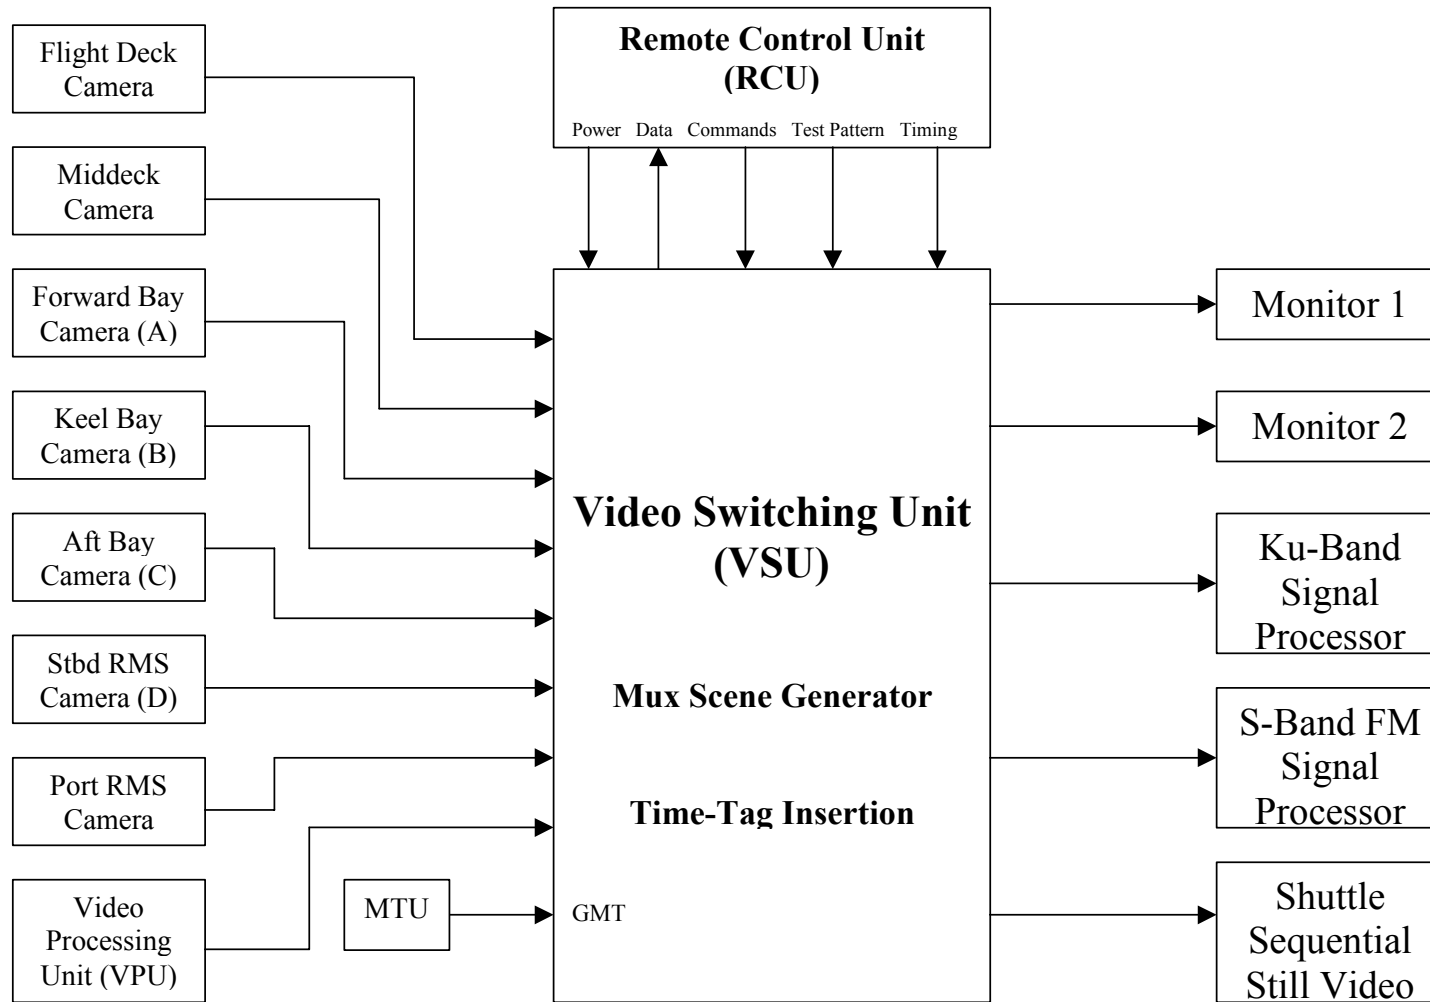 Flight Deck
Camera
Middeck
Camera
Forward Bay
Camera (A)
Keel Bay
Camera (B)
Aft Bay
Camera (C)
Stbd RMS
Camera (D)
Port RMS
Camera
Video
Processing
Unit (VPU)
MTU
Remote Control Unit
(RCU)
Power Data Commands Test Pattern Timing
Video Switching Unit
(VSU)
Mux Scene Generator
Time-Tag Insertion
GMT
Monitor 1
Monitor 2
Ku-Band
Signal
Processor
S-Band FM
Signal
Processor
Shuttle
Sequential
Still Video